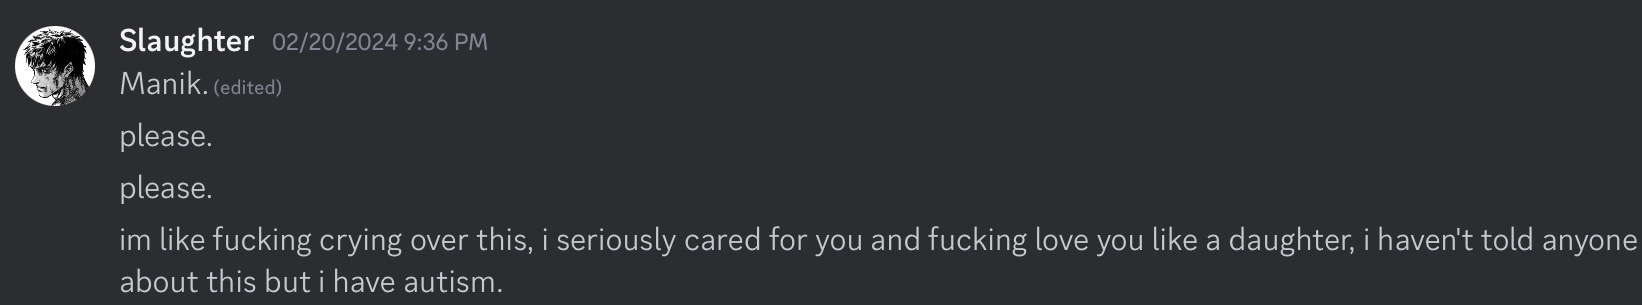 Slaughter 02/20/2024 9:36 PM
Manik. (edited)
please.
please.
im like fucking crying over this, i seriously cared for you and fucking love you like a daughter, i haven't told anyone
about this but i have autism.